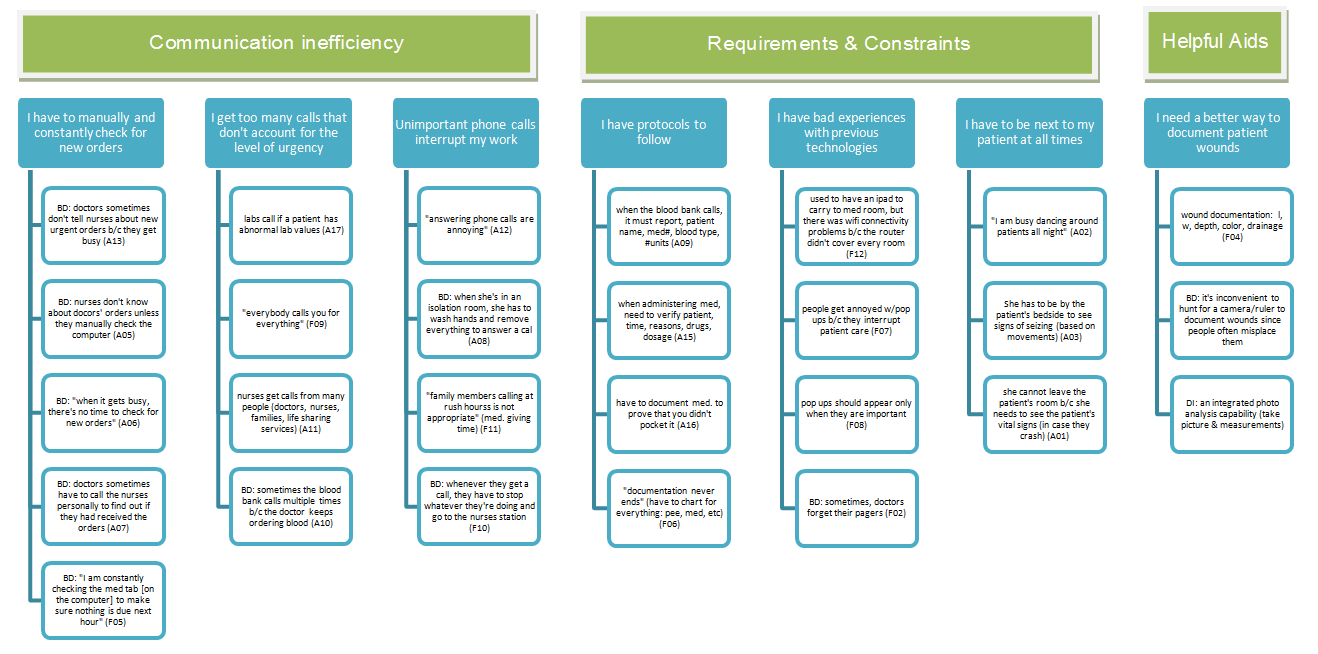 Communication inefficiency
Requirements & Constraints
Helpful Aids
I have to manually and
constantly check for
new orders
BD: doctors sometimes
don't tell nurses about new
urgent orders b/c they get
busy (A13)
BD: nurses don't know
about docors' orders unless
they manually check the
computer (A05)
BD: "when it gets busy,
there's no time to check for
new orders" (A06)
BD: doctors sometimes
have to call the nurses
personally to find out if
they had received the
orders (A07)
BD: "I am constantly
checking the med tab [on
the computer] to make
sure nothing is due next
hour" (F05)
I get too many calls that
don't account for the
level of urgency
labs call if a patient has
abnormal lab values (A17)
"everybody calls you for
everything" (F09)
nurses get calls from many
people (doctors, nurses,
families, life sharing
services) (A11)
BD: sometimes the blood
bank calls multiple times
b/c the doctor keeps
ordering blood (A10)
Unimportant phone calls
interrupt my work
"answering phone calls are
annoying" (A12)
BD: when she's in an
isolation room, she has to
wash hands and remove
everything to answer a cal
(A08)
"family members calling at
rush hourss is not
appropriate" (med. giving
time) (F11)
BD: whenever they get a
call, they have to stop
whatever they're doing and
go to the nurses station
(F10)
I have protocols to
follow
when the blood bank calls,
it must report, patient
name, med#, blood type,
#units (A09)
when administering med,
need to verify patient,
time, reasons, drugs,
dosage (A15)
have to document med. to
prove that you didn't
pocket it (A16)
"documentation never
ends" (have to chart for
everything: pee, med, etc)
(F06)
I have bad experiences
with previous
technologies
used to have an ipad to
carry to med room, but
there was wifi connectivity
problems b/c the router
didn't cover every room
(F12)
people get annoyed w/pop
ups b/c they interrupt
patient care (F07)
pop ups should appear only
when they are important
(F08)
BD: sometimes, doctors
forget their pagers (F02)
I have to be next to my
patient at all times
"I am busy dancing around
patients all night" (A02)
She has to be by the
patient's bedside to see
signs of seizing (based on
movements) (A03)
she cannot leave the
patient's room b/c she
needs to see the patient's
vital signs (in case they
crash) (A01)
I need a better way to
document patient
wounds
wound documentation: l,
w, depth, color, drainage
(F04)
BD: it's inconvenient to
hunt for a camera/ruler to
document wounds since
people often misplace
them
DI: an integrated photo
analysis capability (take
picture & measurements)